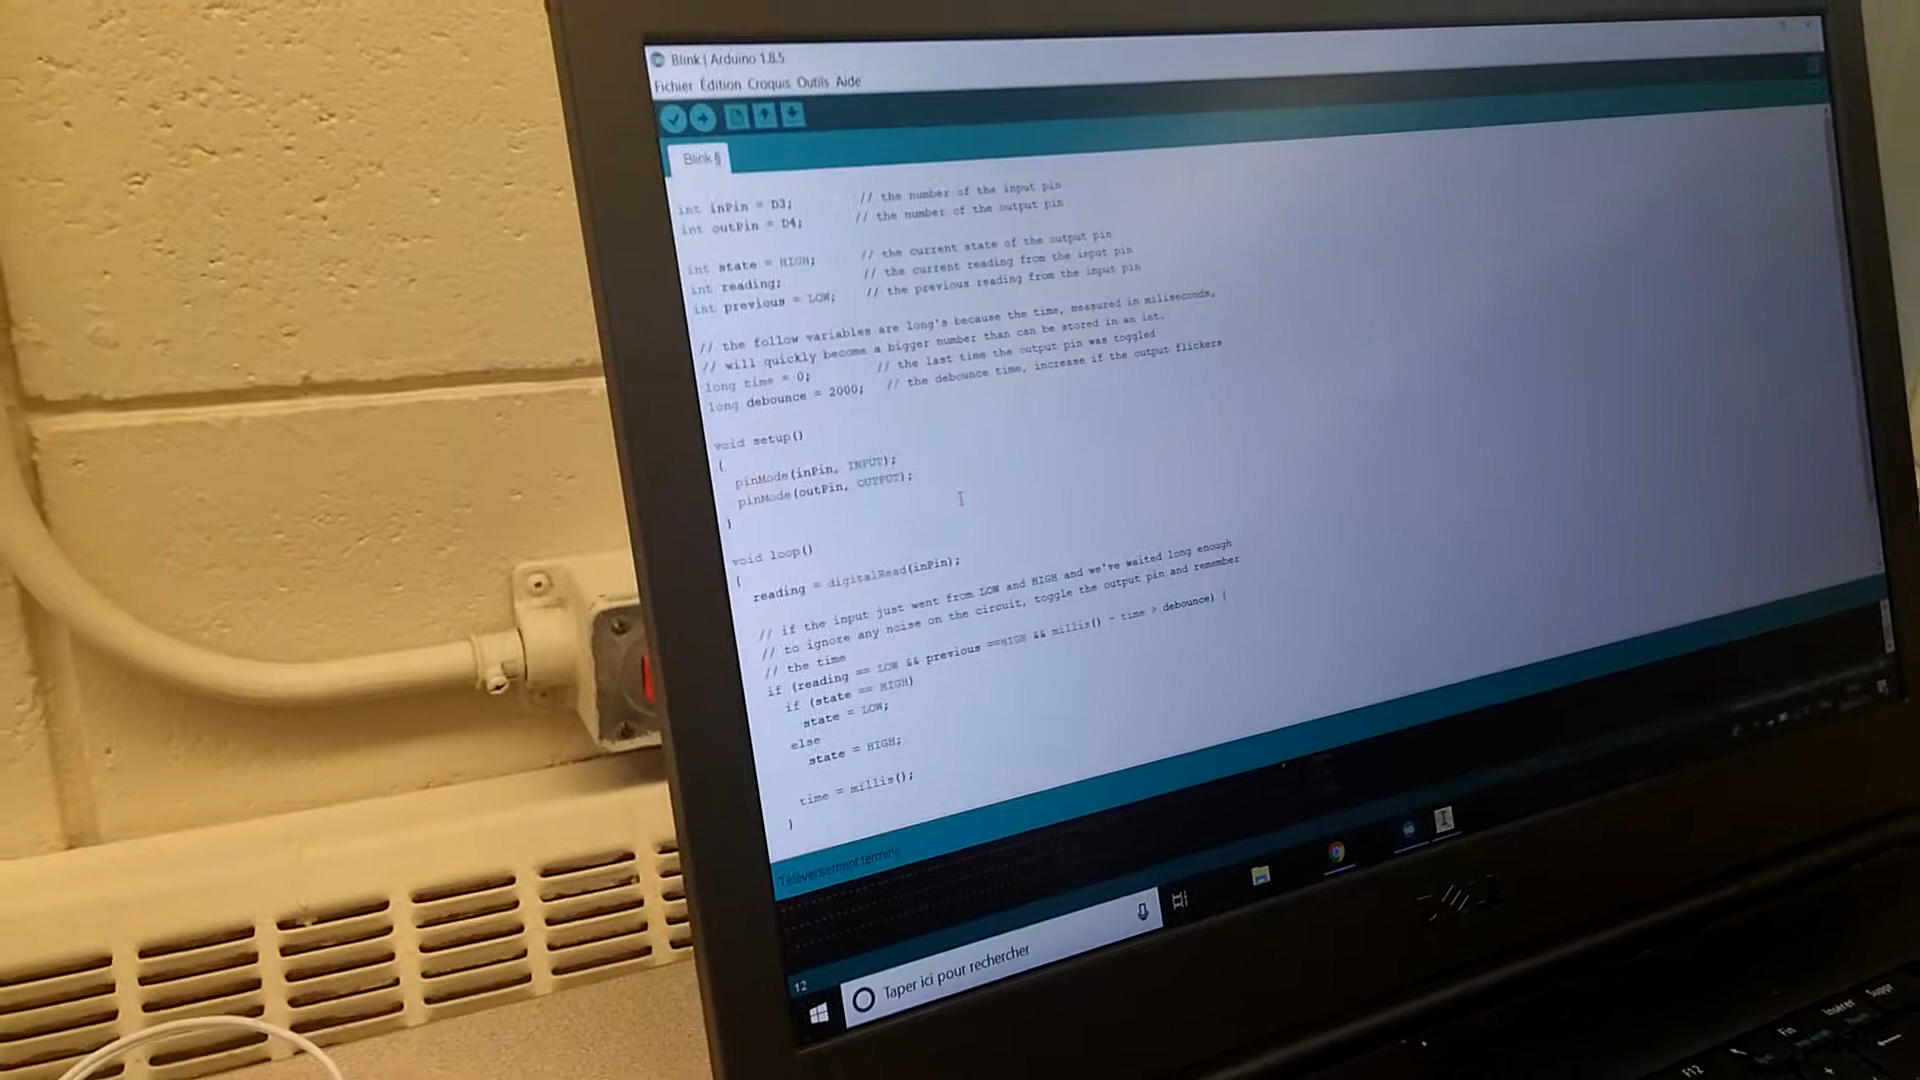 Blink | Arduino 1.8.5
Fichier Édition Croquis Outils Aide
Blink §
int inPin = D3; // the number of the input pin
int outPin = D4; // the number of the output pin
int state = HIGH; // the current state of the output pin
int reading; // the current reading from the input pin
int previous = LOW; // the previous reading from the input pin
// the follow variables are long's because the time, measured in miliseconds,
// will quickly become a bigger number than can be stored in an int.
long time = 0; // the last time the output pin was toggled
long debounce = 2000; // the debounce time, increase if the output flickers
void setup()
{
pinMode(inPin, INPUT);
pinMode(outPin, OUTPUT);
}
void loop()
{
reading = digitalRead(inPin);
// if the input just went from LOW and HIGH and we've waited long enough
// to ignore any noise on the circuit, toggle the output pin and remember
// the time
if (reading == LOW && previous ==HIGH && millis() - time > debounce) {
if (state == HIGH)
state = LOW;
else
state = HIGH;
time = millis();
}
Téléversement terminé
12
Taper ici pour rechercher
DELL
Fin
Insérer
Suppr
F12